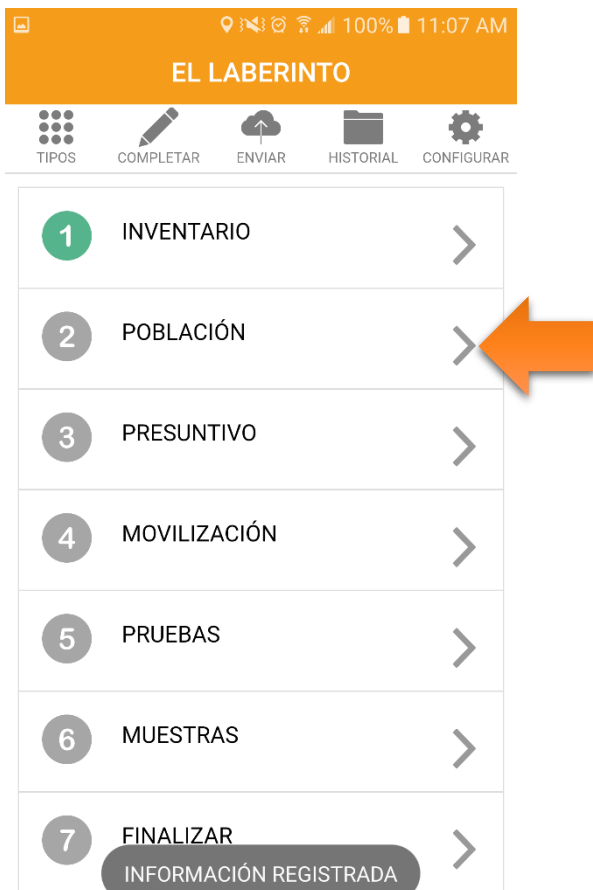 100% 11:07 AM
EL LABERINTO
TIPOS COMPLETAR ENVIAR HISTORIAL CONFIGURAR
1 INVENTARIO
2 POBLACIÓN
3 PRESUNTIVO
4 MOVILIZACIÓN
5 PRUEBAS
6 MUESTRAS
7 FINALIZAR
INFORMACIÓN REGISTRADA